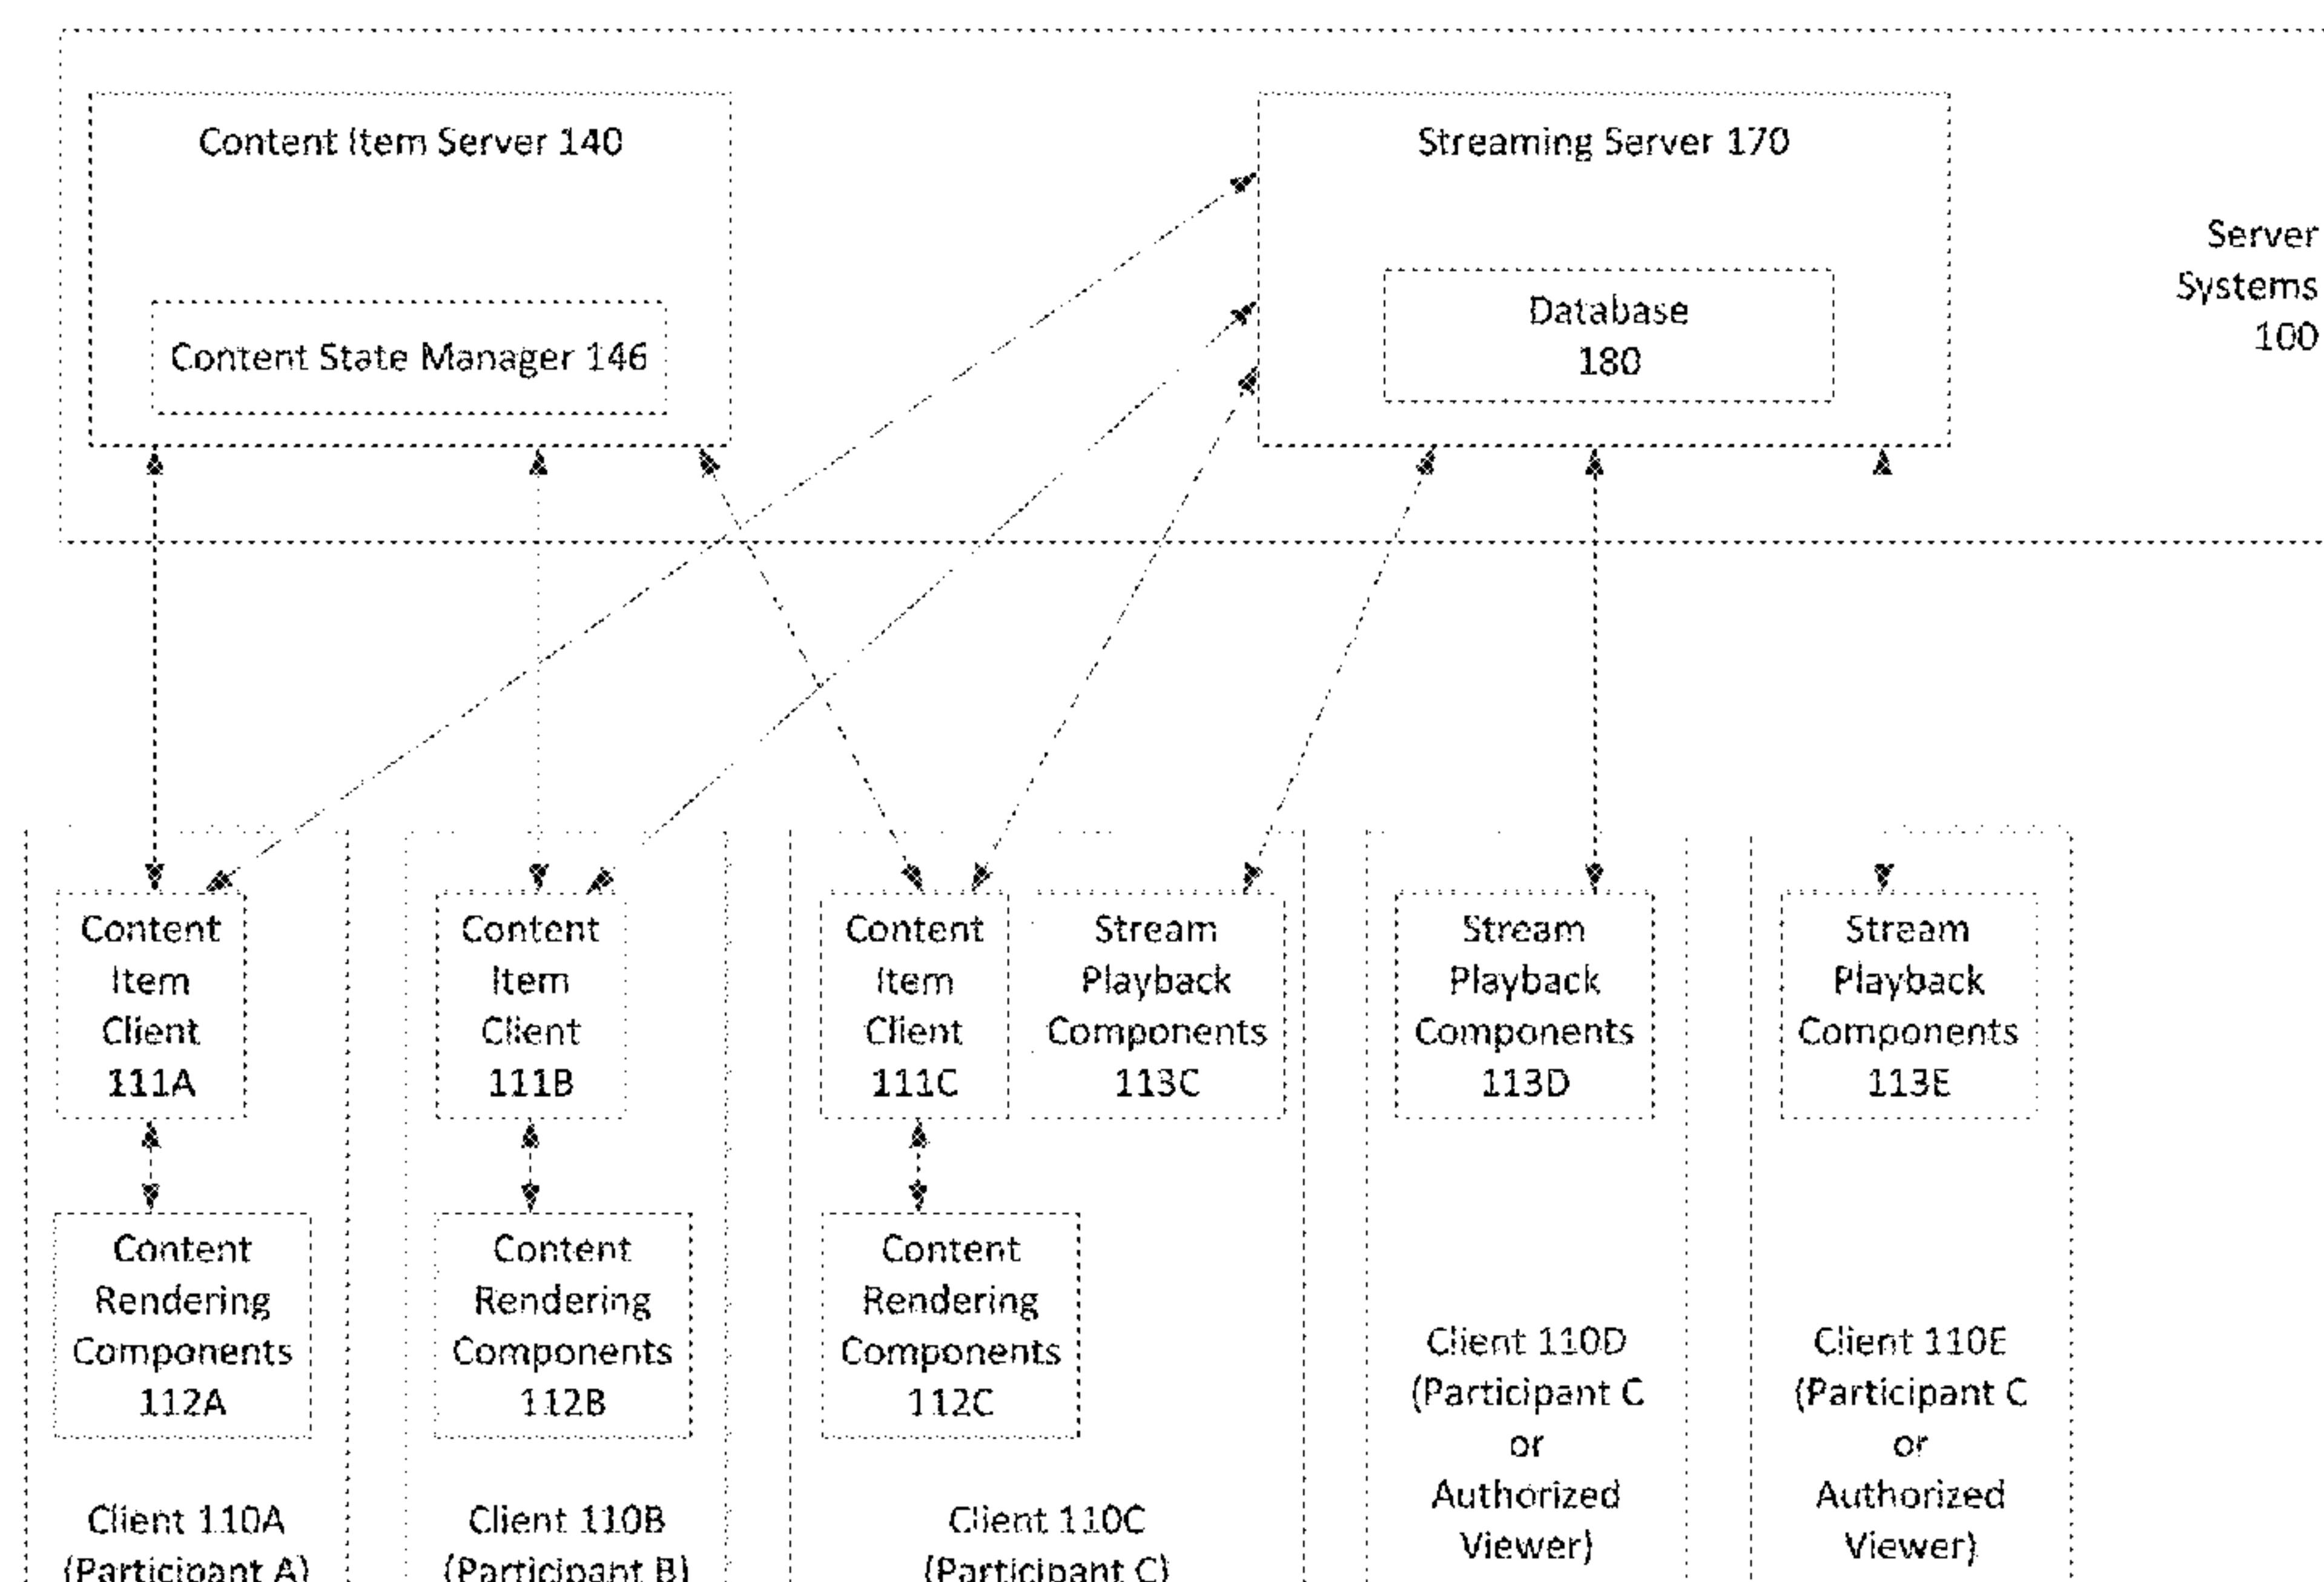 Content Item Server 140
Content State Manager 146
Streaming Server 170
Database
180
Server
Systems
100
Content
Item
Client
111A
Content
Rendering
Components
112A
Client 110A
(Participant A)
Content
Item
Client
111B
Content
Rendering
Components
112B
Client 110B
(Participant B)
Content
Item
Client
111C
Stream
Playback
Components
113C
Content
Rendering
Components
112C
Client 110C
(Participant C)
Stream
Playback
Components
113D
Client 110D
(Participant C
or
Authorized
Viewer)
Stream
Playback
Components
113E
Client 110E
(Participant C
or
Authorized
Viewer)